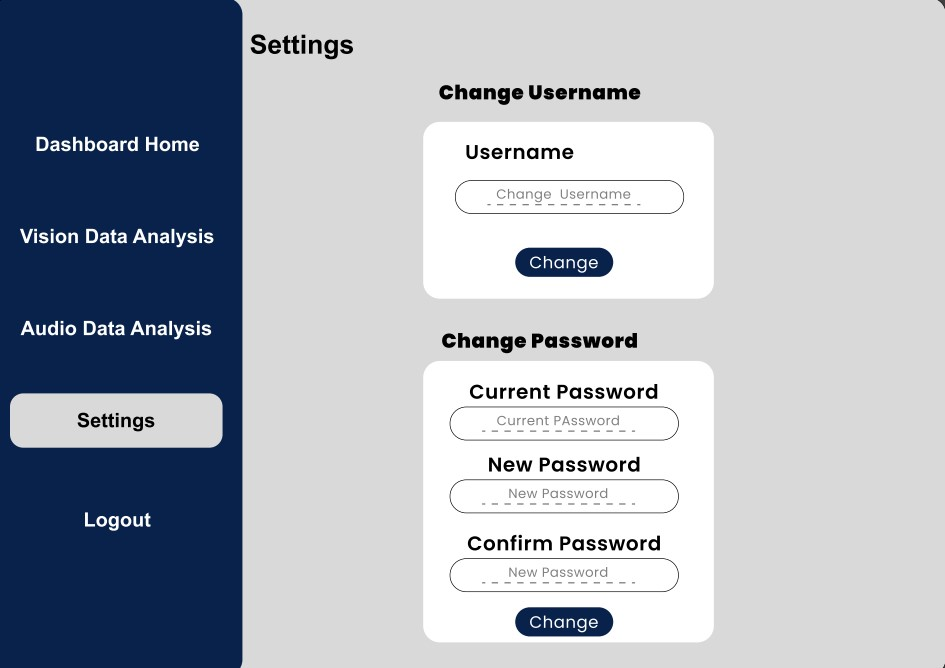 Settings
Dashboard Home
Vision Data Analysis
Audio Data Analysis
Settings
Logout
Change Username
Username
Change Username
Change
Change Password
Current Password
Current PAssword
New Password
New Password
Confirm Password
New Password
Change